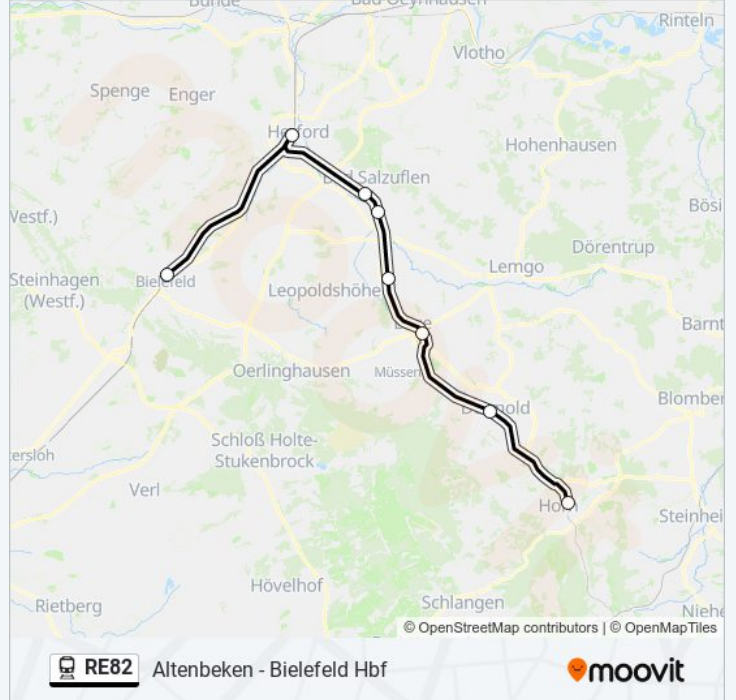 Bünde
Bad Oeynhausen
Rinteln
Vlotho
Spenge
Enger
Herford
Hohenhausen
Bad Salzuflen
Westf.)
Bösi
Dörentrup
Lemgo
Steinhagen
(Westf.)
Bielefeld
Leopoldshöhe
Barnt
Lage
Oerlinghausen
Müssen
Blomber
Detmold
Schloß Holte-
Stukenbrock
ersloh
Verl
Horn
Steinhei
Hövelhof
Schlangen
Rietberg
Niehe
© OpenStreetMap contributors | © OpenMapTiles
RE82 Altenbeken - Bielefeld Hbf
moovit